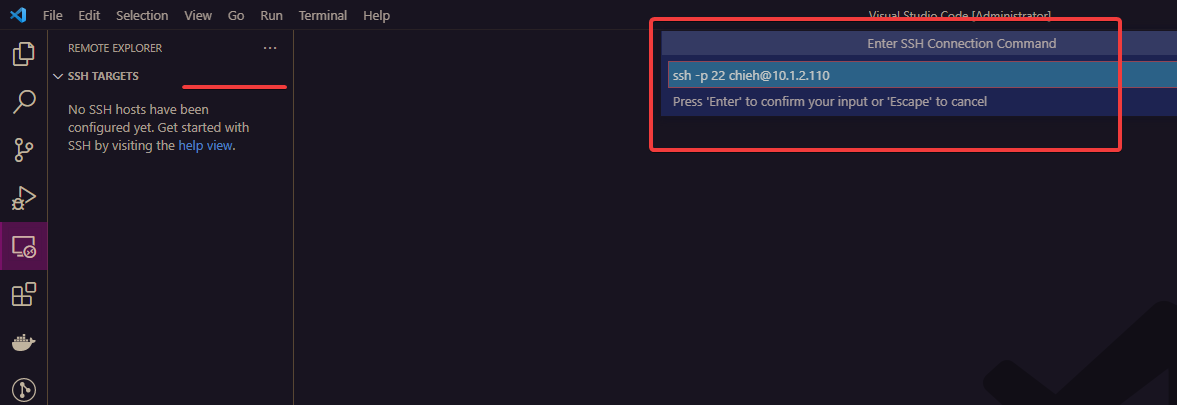 File Edit Selection View Go Run Terminal Help
Visual Studio Code [Administrator]
REMOTE EXPLORER
SSH TARGETS
No SSH hosts have been
configured yet. Get started with
SSH by visiting the help view.
Enter SSH Connection Command
ssh -p 22 chieh@10.1.2.110
Press 'Enter' to confirm your input or 'Escape' to cancel